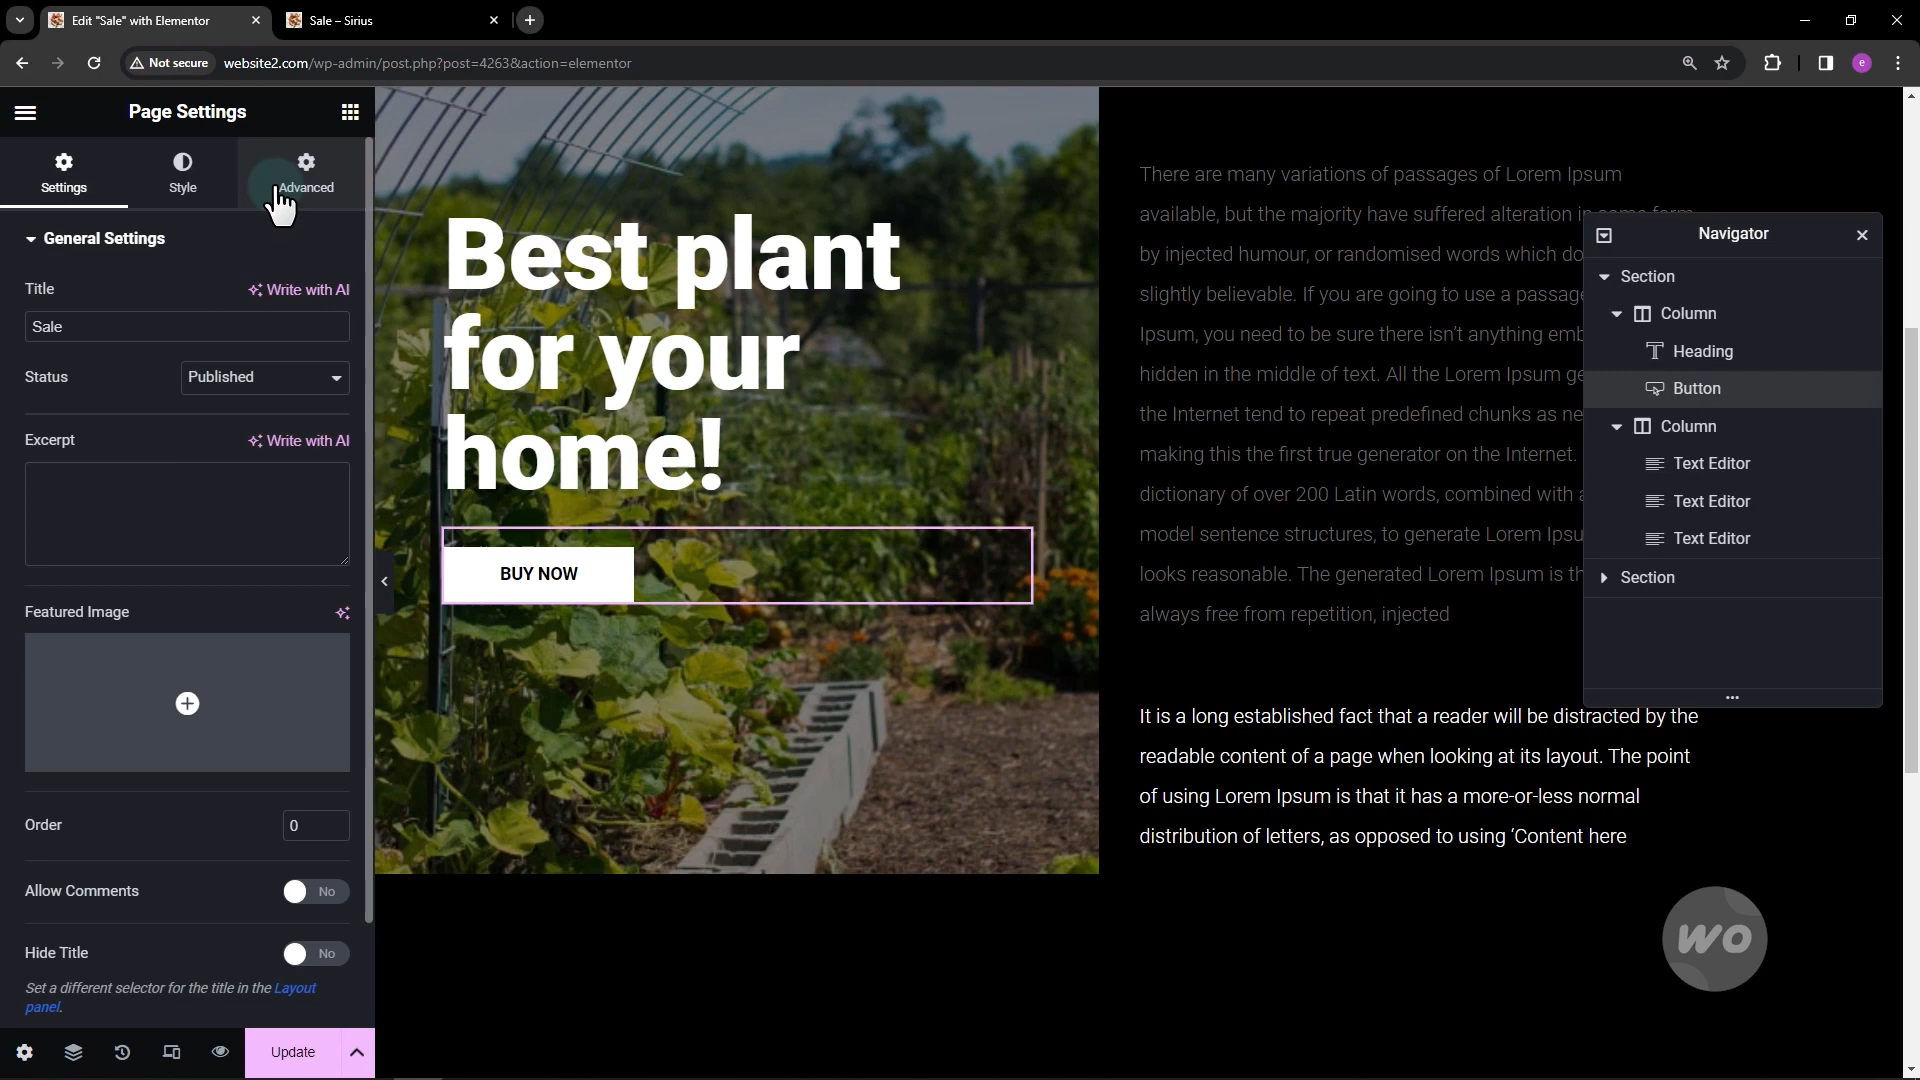 Edit "Sale" with Elementor
Sale – Sirius
Not secure
website2.com/wp-admin/post.php?post=4263&action=elementor
e
Page Settings
Settings
Style
Advanced
General Settings
Title
Write with AI
Sale
Status
Published
Excerpt
Write with AI
Featured Image
Order
0
Allow Comments
No
Hide Title
No
Set a different selector for the title in the Layout
panel.
Update
Best plant
for your
home!
BUY NOW
There are many variations of passages of Lorem Ipsum
available, but the majority have suffered alteration in some form,
by injected humour, or randomised words which do
slightly believable. If you are going to use a passage
Ipsum, you need to be sure there isn't anything emb
hidden in the middle of text. All the Lorem Ipsum ge
the Internet tend to repeat predefined chunks as ne
making this the first true generator on the Internet.
dictionary of over 200 Latin words, combined with a
model sentence structures, to generate Lorem Ipsu
looks reasonable. The generated Lorem Ipsum is th
always free from repetition, injected
It is a long established fact that a reader will be distracted by the
readable content of a page when looking at its layout. The point
of using Lorem Ipsum is that it has a more-or-less normal
distribution of letters, as opposed to using 'Content here
Navigator
Section
Column
Heading
Button
Column
Text Editor
Text Editor
Text Editor
Section
wo